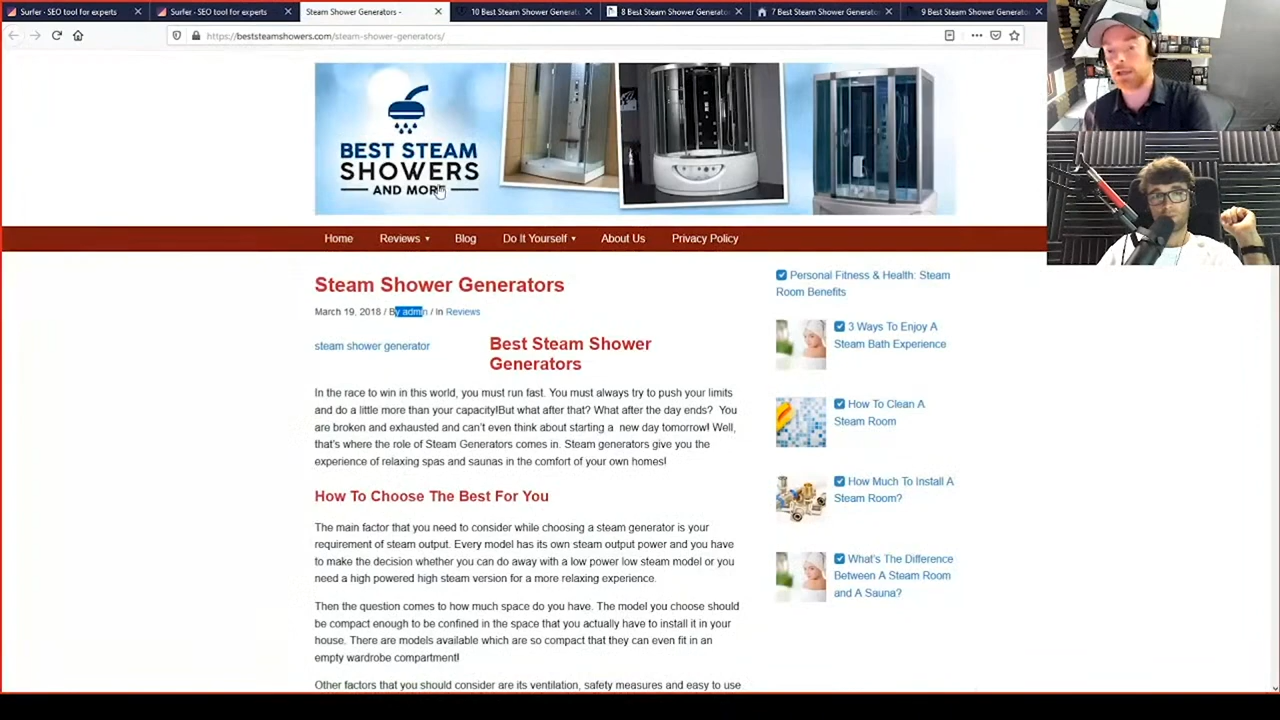 Surfer - SEO tool for experts
Surfer - SEO tool for experts
Steam Shower Generators -
10 Best Steam Shower Generat
8 Best Steam Shower Generato
7 Best Steam Shower Generato
9 Best Steam Shower Generat
https://beststeamshowers.com/steam-shower-generators/
BEST STEAM
SHOWERS
AND MORE
Home
Reviews
Blog
Do It Yourself
About Us
Privacy Policy
Steam Shower Generators
March 19, 2018 / By admin / In Reviews
steam shower generator
Best Steam Shower
Generators
In the race to win in this world, you must run fast. You must always try to push your limits
and do a little more than your capacity!But what after that? What after the day ends? You
are broken and exhausted and can't even think about starting a new day tomorrow! Well,
that's where the role of Steam Generators comes in. Steam generators give you the
experience of relaxing spas and saunas in the comfort of your own homes!
How To Choose The Best For You
The main factor that you need to consider while choosing a steam generator is your
requirement of steam output. Every model has its own steam output power and you have
to make the decision whether you can do away with a low power low steam model or you
need a high powered high steam version for a more relaxing experience.
Then the question comes to how much space do you have. The model you choose should
be compact enough to be confined in the space that you actually have to install it in your
house. There are models available which are so compact that they can even fit in an
empty wardrobe compartment!
Other factors that you should consider are its ventilation, safety measures and easy to use
Personal Fitness & Health: Steam
Room Benefits
3 Ways To Enjoy A
Steam Bath Experience
How To Clean A
Steam Room
How Much To Install A
Steam Room?
What's The Difference
Between A Steam Room
and A Sauna?